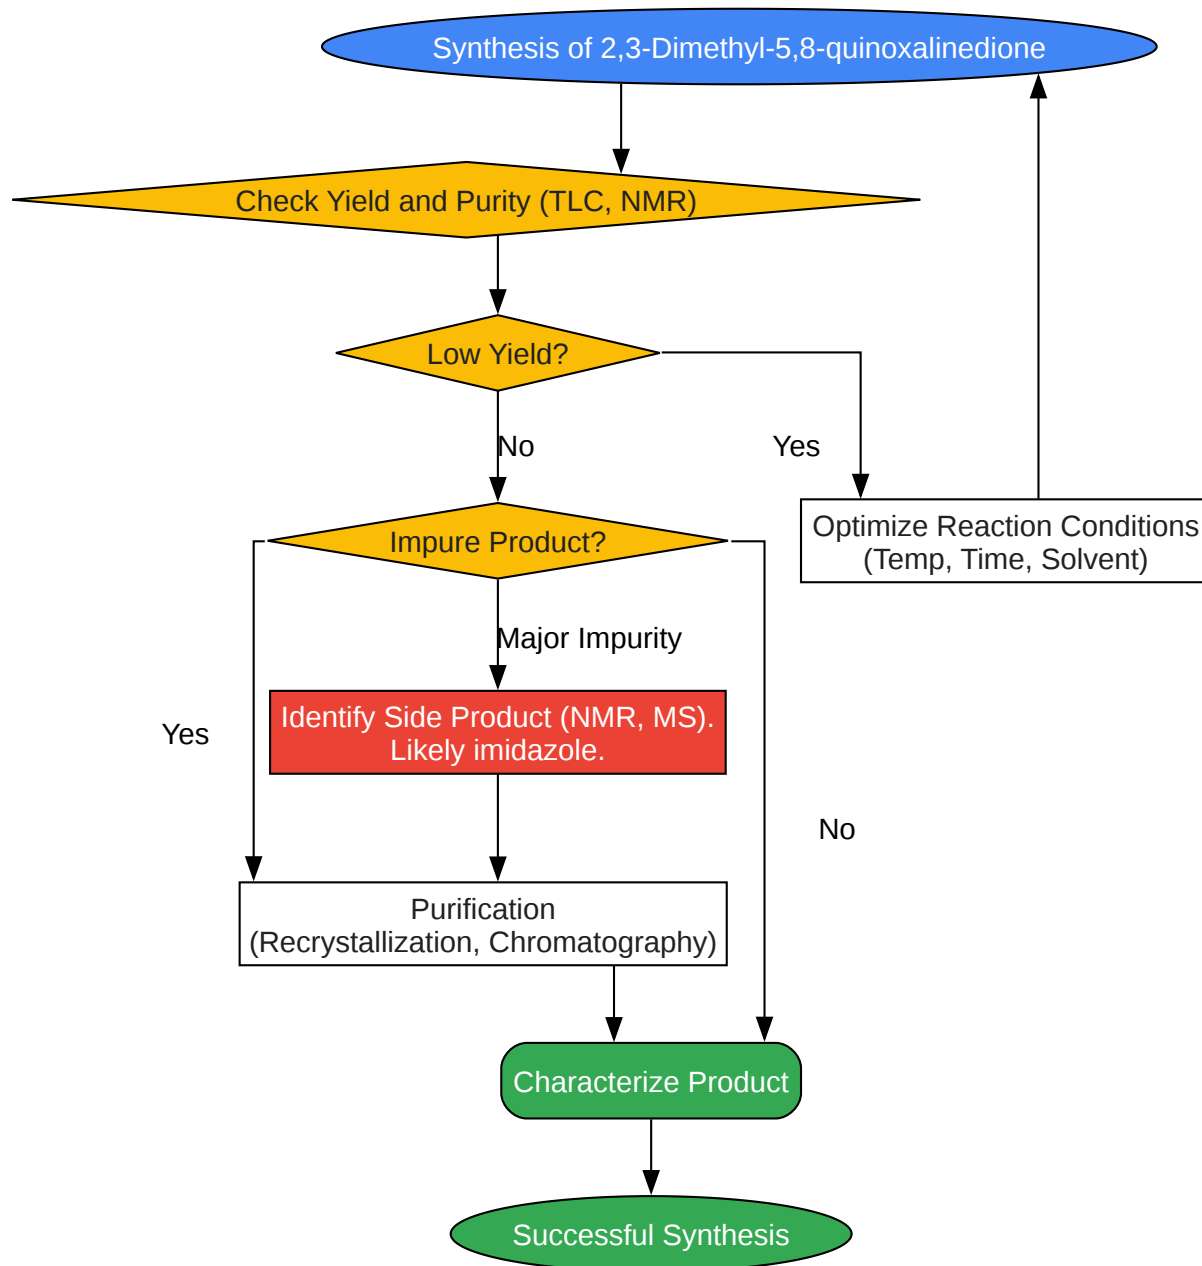 Synthesis of 2,3-Dimethyl-5,8-quinoxalinedione
Check Yield and Purity (TLC, NMR)
Low Yield?
No
Yes
Optimize Reaction Conditions
(Temp, Time, Solvent)
Impure Product?
Major Impurity
Identify Side Product (NMR, MS).
Likely imidazole.
Yes
No
Purification
(Recrystallization, Chromatography)
Characterize Product
Successful Synthesis